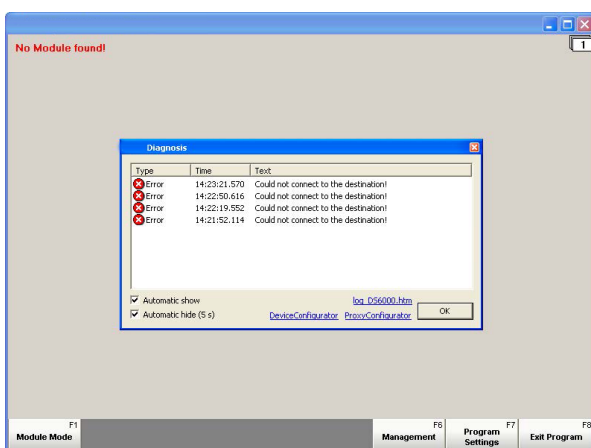 No Module found!
1
Diagnosis
Type Time Text
Error 14:23:21.570 Could not connect to the destination!
Error 14:22:50.616 Could not connect to the destination!
Error 14:22:19.552 Could not connect to the destination!
Error 14:21:52.114 Could not connect to the destination!
Automatic show
log_DS6000.htm
Automatic hide (5 s)
DeviceConfigurator ProxyConfigurator
OK
F1
Module Mode
F6
Management
F7
Program
Settings
F8
Exit Program